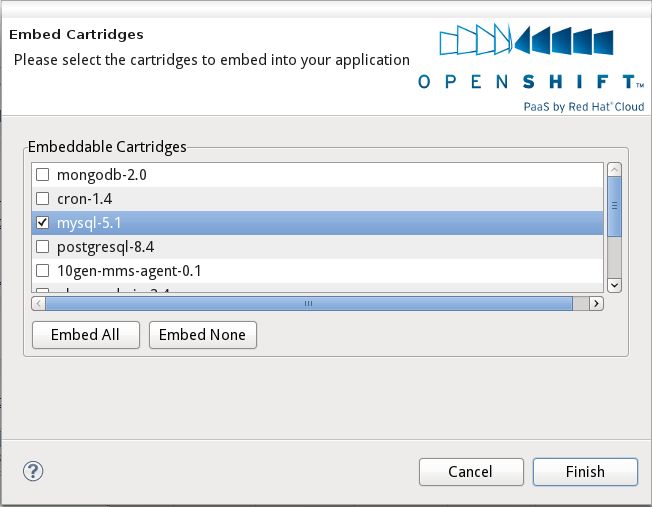 Embed Cartridges
Please select the cartridges to embed into your application
OPENSHIFT™
PaaS by Red Hat® Cloud
Embeddable Cartridges
mongodb-2.0
cron-1.4
mysql-5.1
postgresql-8.4
10gen-mms-agent-0.1
Embed All
Embed None
?
Cancel
Finish